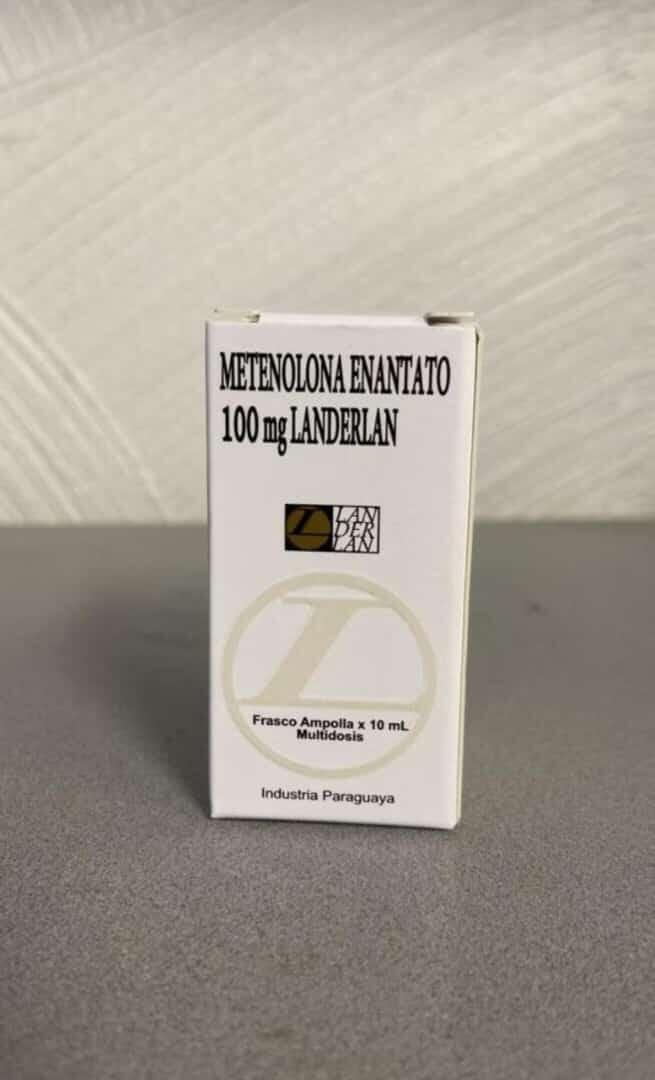 METENOLONA ENANTATO
100 mg LANDERLAN
LAN
DER
LAN
Frasco Ampolla x 10 mL
Multidosis
Industria Paraguaya